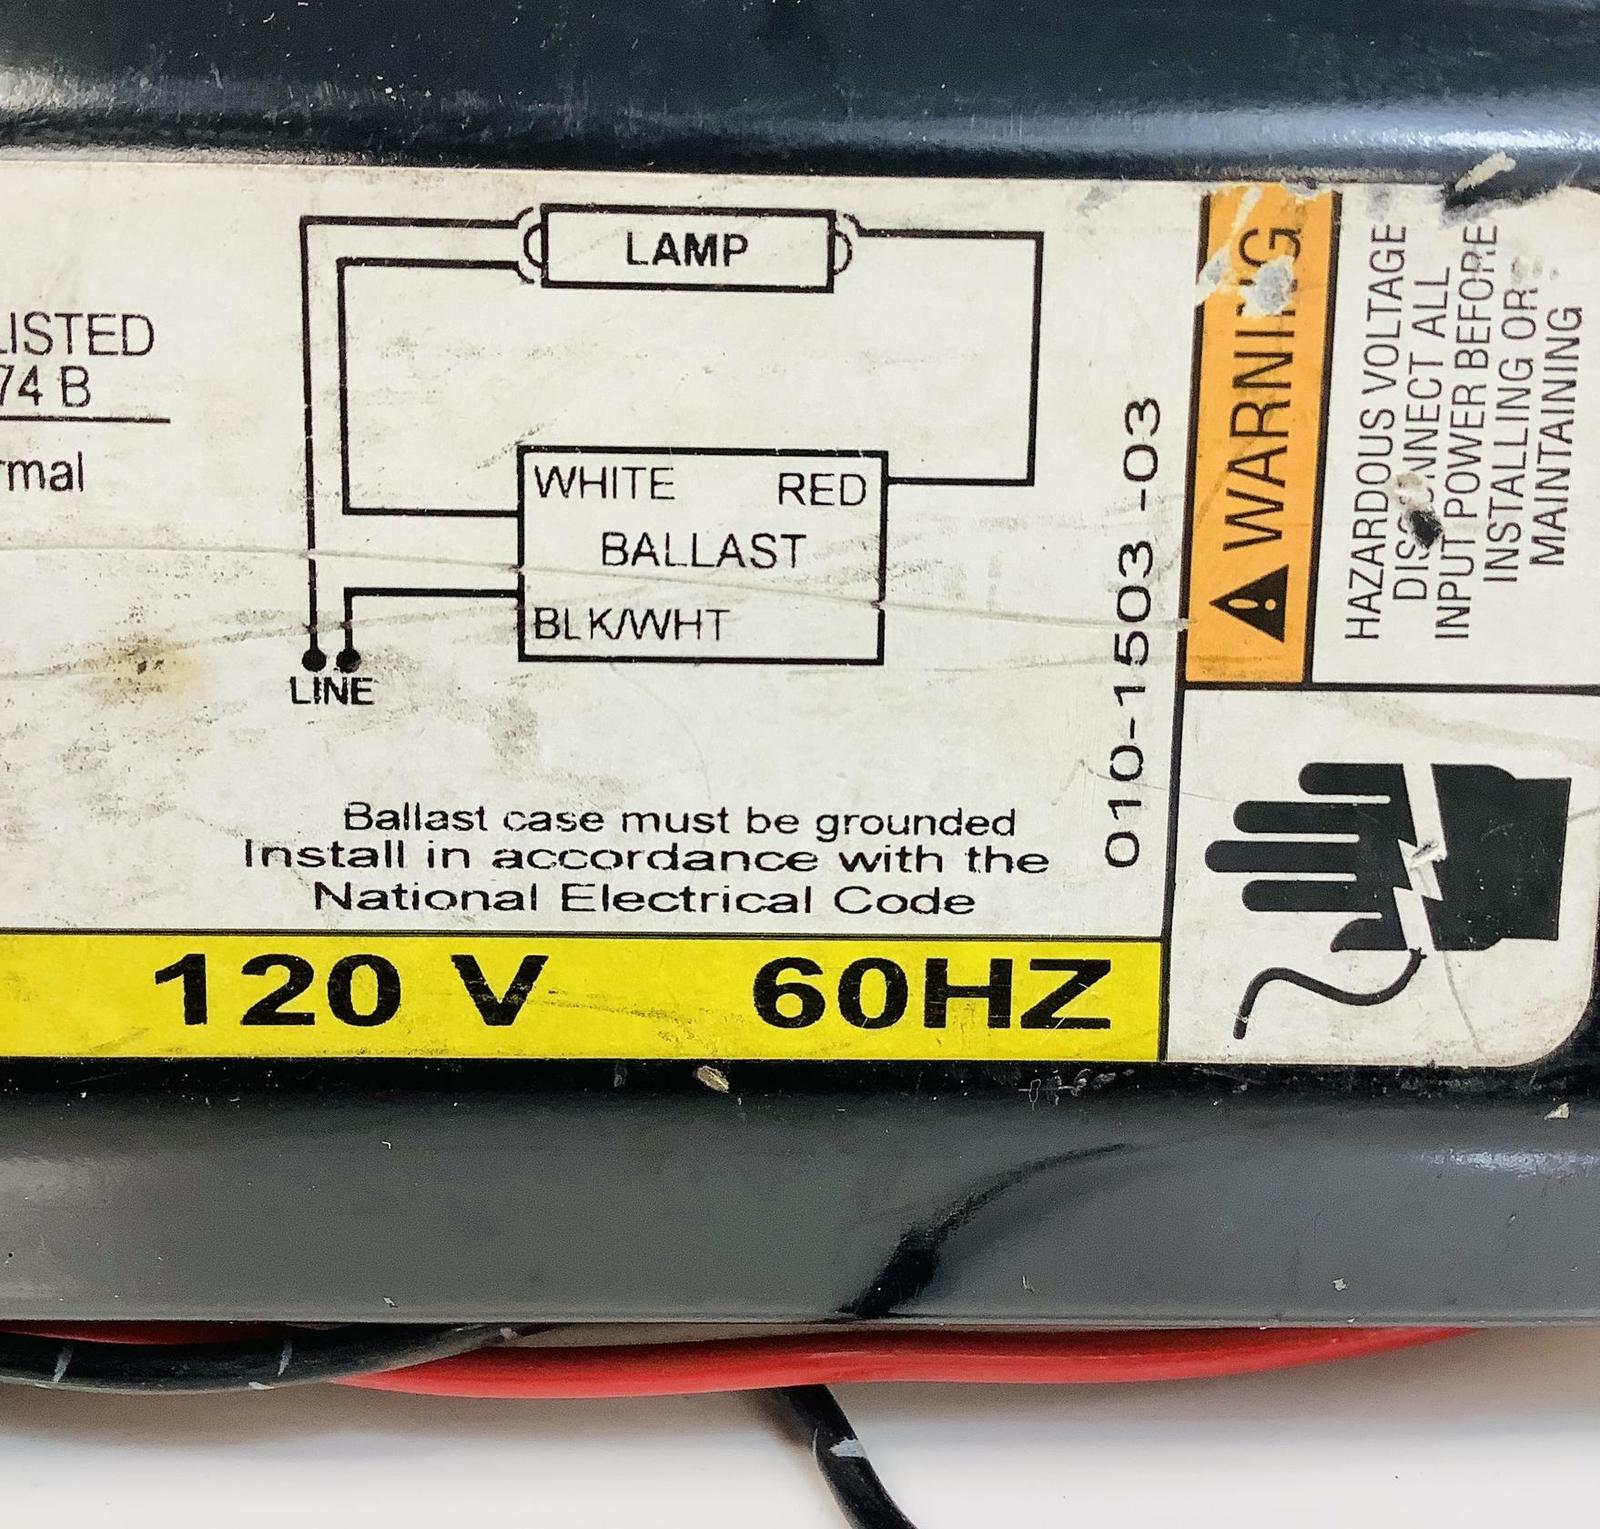 LISTED
74 B
rmal
LAMP
WHITE RED
BALLAST
BLK/WHT
LINE
Ballast case must be grounded
Install in accordance with the
National Electrical Code
120 V 60HZ
010-1503 -03
WARNING
HAZARDOUS VOLTAGE
DISCONNECT ALL
INPUT POWER BEFORE
INSTALLING OR
MAINTAINING